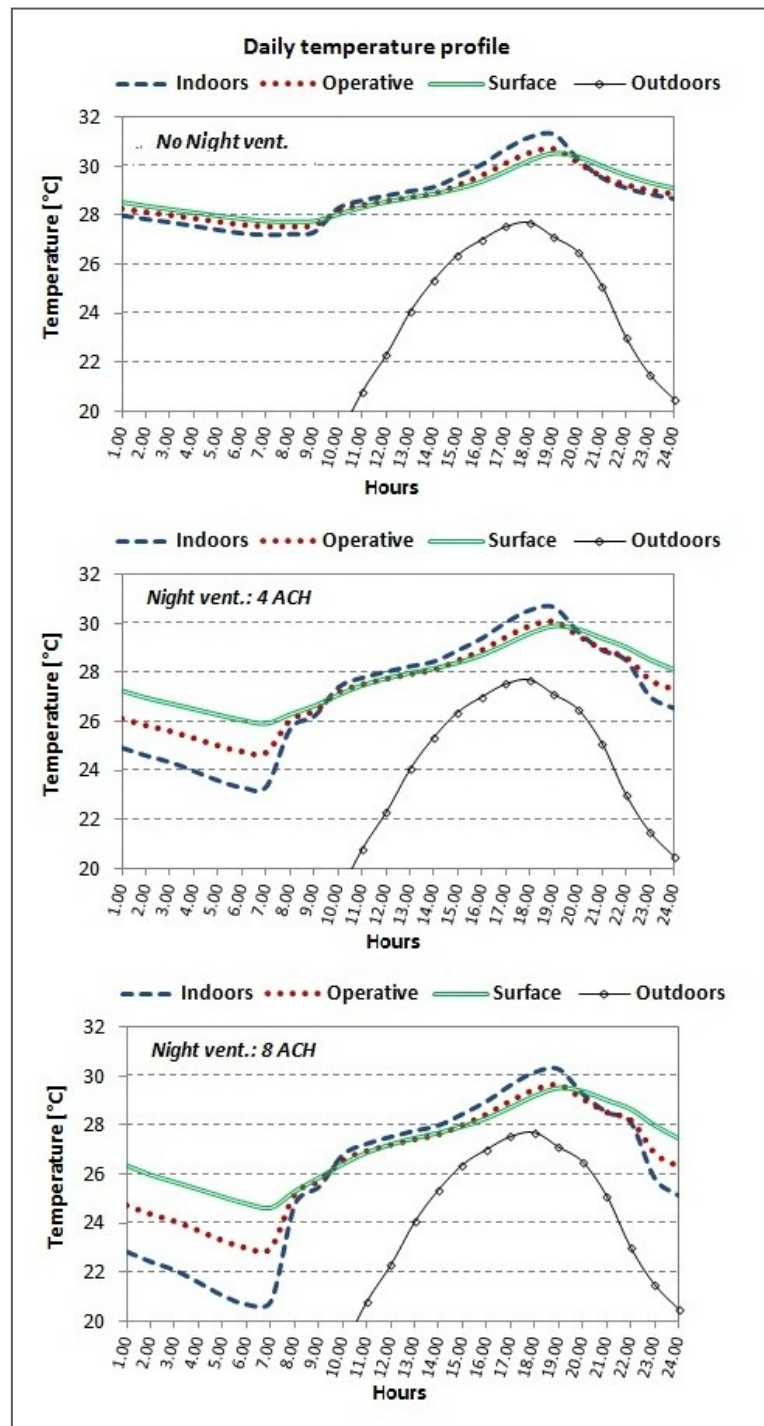 Daily temperature profile
Indoors Operative Surface Outdoors
No Night vent.
Temperature [°C]
32
30
28
26
24
22
20
1.00 2.00 3.00 4.00 5.00 6.00 7.00 8.00 9.00 10.00 11.00 12.00 13.00 14.00 15.00 16.00 17.00 18.00 19.00 20.00 21.00 22.00 23.00 24.00
Hours
Indoors Operative Surface Outdoors
Night vent.: 4 ACH
Temperature [°C]
32
30
28
26
24
22
20
1.00 2.00 3.00 4.00 5.00 6.00 7.00 8.00 9.00 10.00 11.00 12.00 13.00 14.00 15.00 16.00 17.00 18.00 19.00 20.00 21.00 22.00 23.00 24.00
Hours
Indoors Operative Surface Outdoors
Night vent.: 8 ACH
Temperature [°C]
32
30
28
26
24
22
20
1.00 2.00 3.00 4.00 5.00 6.00 7.00 8.00 9.00 10.00 11.00 12.00 13.00 14.00 15.00 16.00 17.00 18.00 19.00 20.00 21.00 22.00 23.00 24.00
Hours